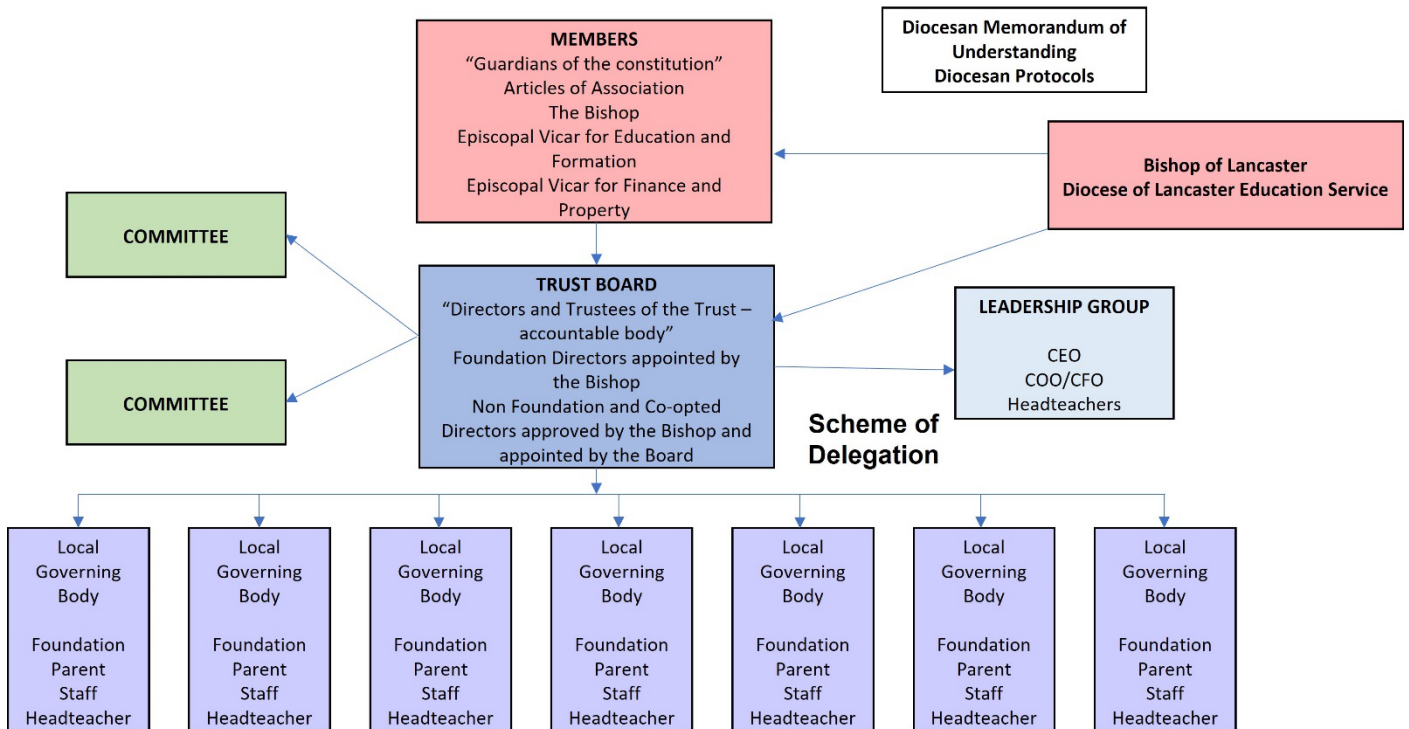 MEMBERS
“Guardians of the constitution”
Articles of Association
The Bishop
Episcopal Vicar for Education and
Formation
Episcopal Vicar for Finance and
Property
Diocesan Memorandum of
Understanding
Diocesan Protocols
Bishop of Lancaster
Diocese of Lancaster Education Service
COMMITTEE
COMMITTEE
TRUST BOARD
“Directors and Trustees of the Trust –
accountable body”
Foundation Directors appointed by
the Bishop
Non Foundation and Co-opted
Directors approved by the Bishop and
appointed by the Board
LEADERSHIP GROUP
CEO
COO/CFO
Headteachers
Scheme of
Delegation
Local
Governing
Body
Foundation
Parent
Staff
Headteacher
Local
Governing
Body
Foundation
Parent
Staff
Headteacher
Local
Governing
Body
Foundation
Parent
Staff
Headteacher
Local
Governing
Body
Foundation
Parent
Staff
Headteacher
Local
Governing
Body
Foundation
Parent
Staff
Headteacher
Local
Governing
Body
Foundation
Parent
Staff
Headteacher
Local
Governing
Body
Foundation
Parent
Staff
Headteacher